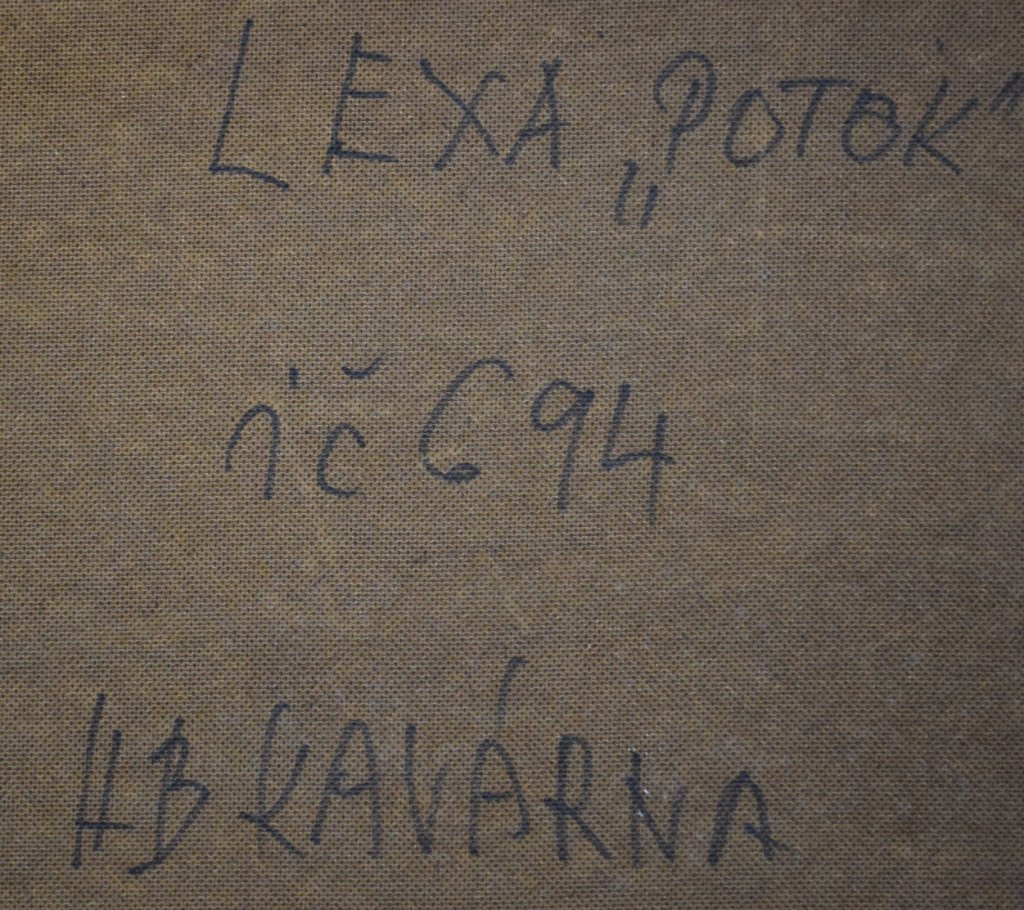 LEXA „POTOK“
ič 694
HB KAVÁRNA